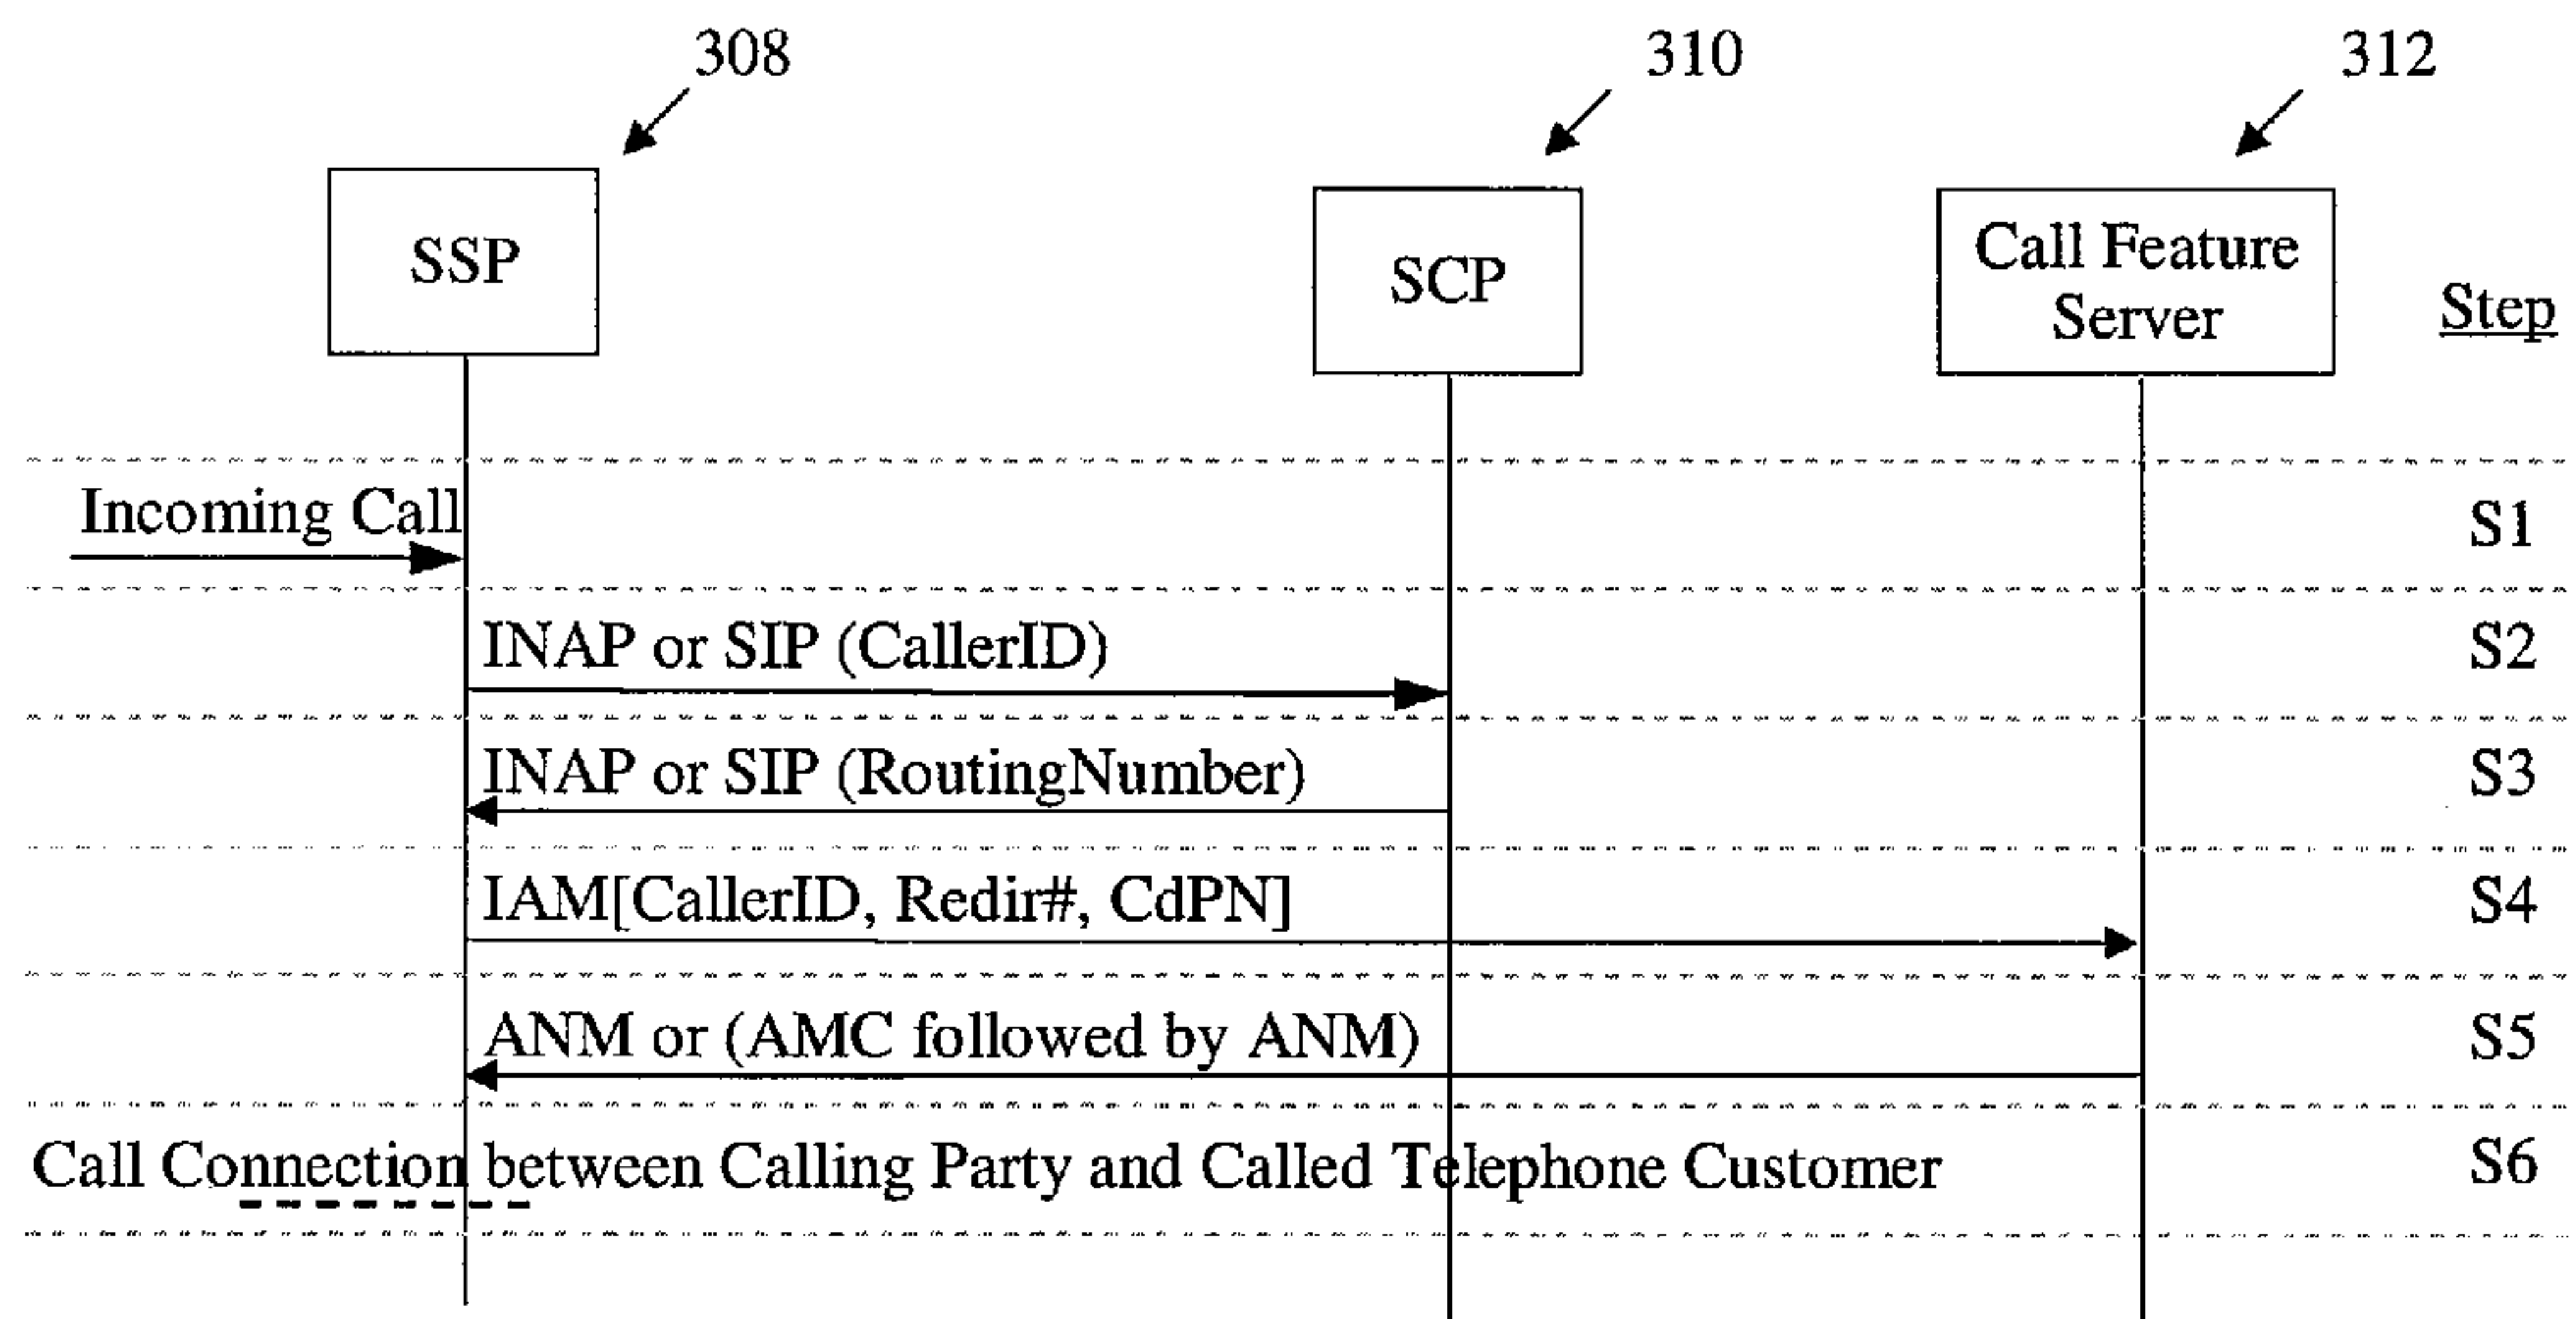 308
310
312
SSP
SCP
Call Feature
Server
Step
Incoming Call
S1
INAP or SIP (CallerID)
S2
INAP or SIP (RoutingNumber)
S3
IAM[CallerID, Redir#, CdPN]
S4
ANM or (AMC followed by ANM)
S5
Call Connection between Calling Party and Called Telephone Customer
S6